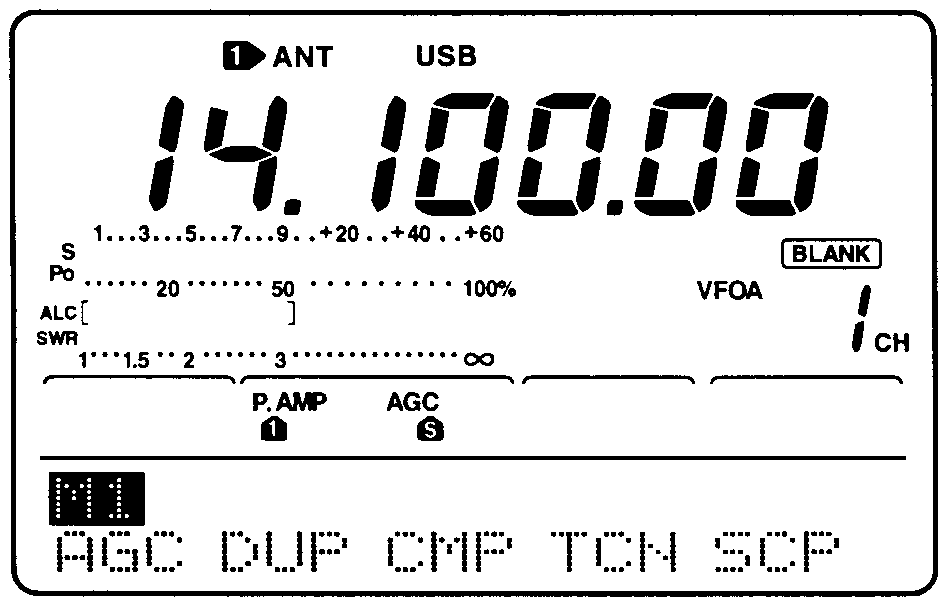 1 ANT USB
14.100.00
S 1...3...5...7...9..+20..+40..+60
BLANK
Po ......20.......50...........100%
VFOA
ALC [ ]
1 CH
SWR 1....1.5..2........3.................∞
P.AMP AGC
1 S
M1
AGC DUP CMP TCN SCP